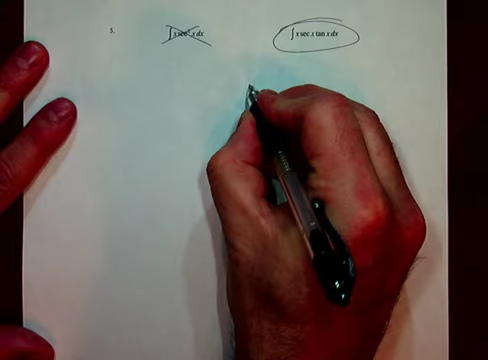 5. ∫ x sec² x dx ∫ x sec x tan x dx